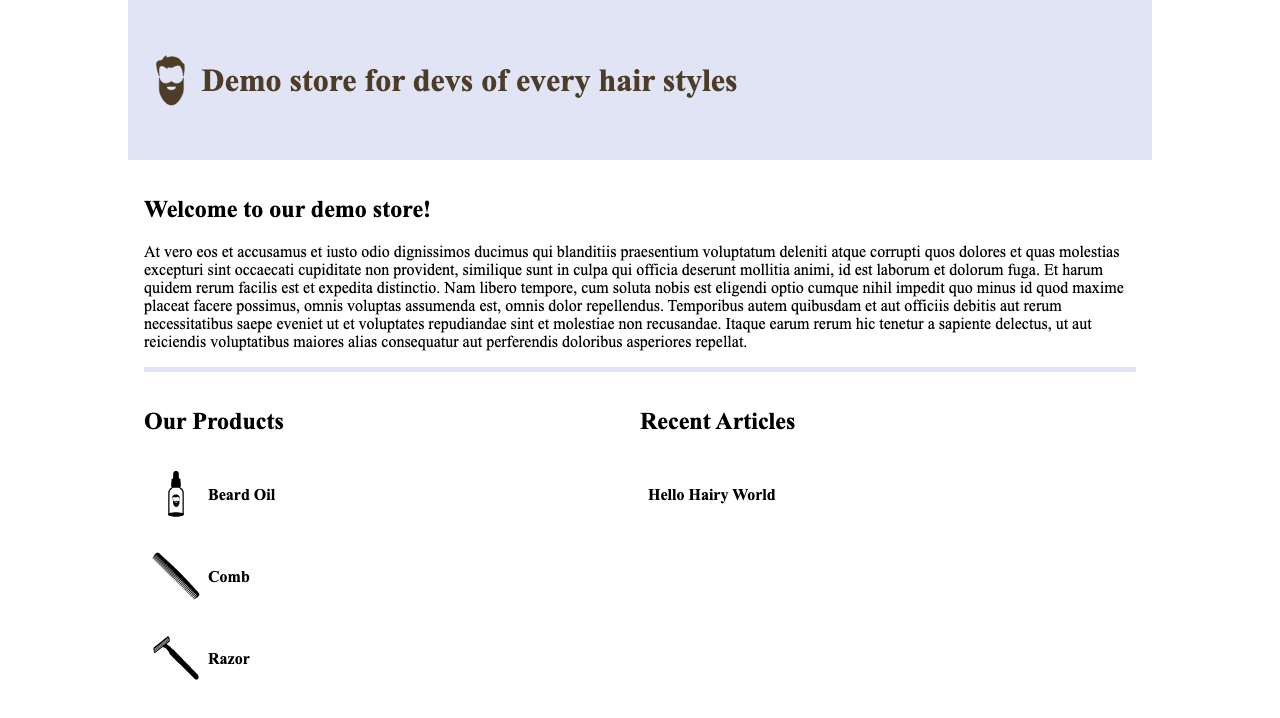 Demo store for devs of every hair styles
Welcome to our demo store!
At vero eos et accusamus et iusto odio dignissimos ducimus qui blanditiis praesentium voluptatum deleniti atque corrupti quos dolores et quas molestias
excepturi sint occaecati cupiditate non provident, similique sunt in culpa qui officia deserunt mollitia animi, id est laborum et dolorum fuga. Et harum
quidem rerum facilis est et expedita distinctio. Nam libero tempore, cum soluta nobis est eligendi optio cumque nihil impedit quo minus id quod maxime
placeat facere possimus, omnis voluptas assumenda est, omnis dolor repellendus. Temporibus autem quibusdam et aut officiis debitis aut rerum
necessitatibus saepe eveniet ut et voluptates repudiandae sint et molestiae non recusandae. Itaque earum rerum hic tenetur a sapiente delectus, ut aut
reiciendis voluptatibus maiores alias consequatur aut perferendis doloribus asperiores repellat.
Our Products
Beard Oil
Comb
Razor
Recent Articles
Hello Hairy World